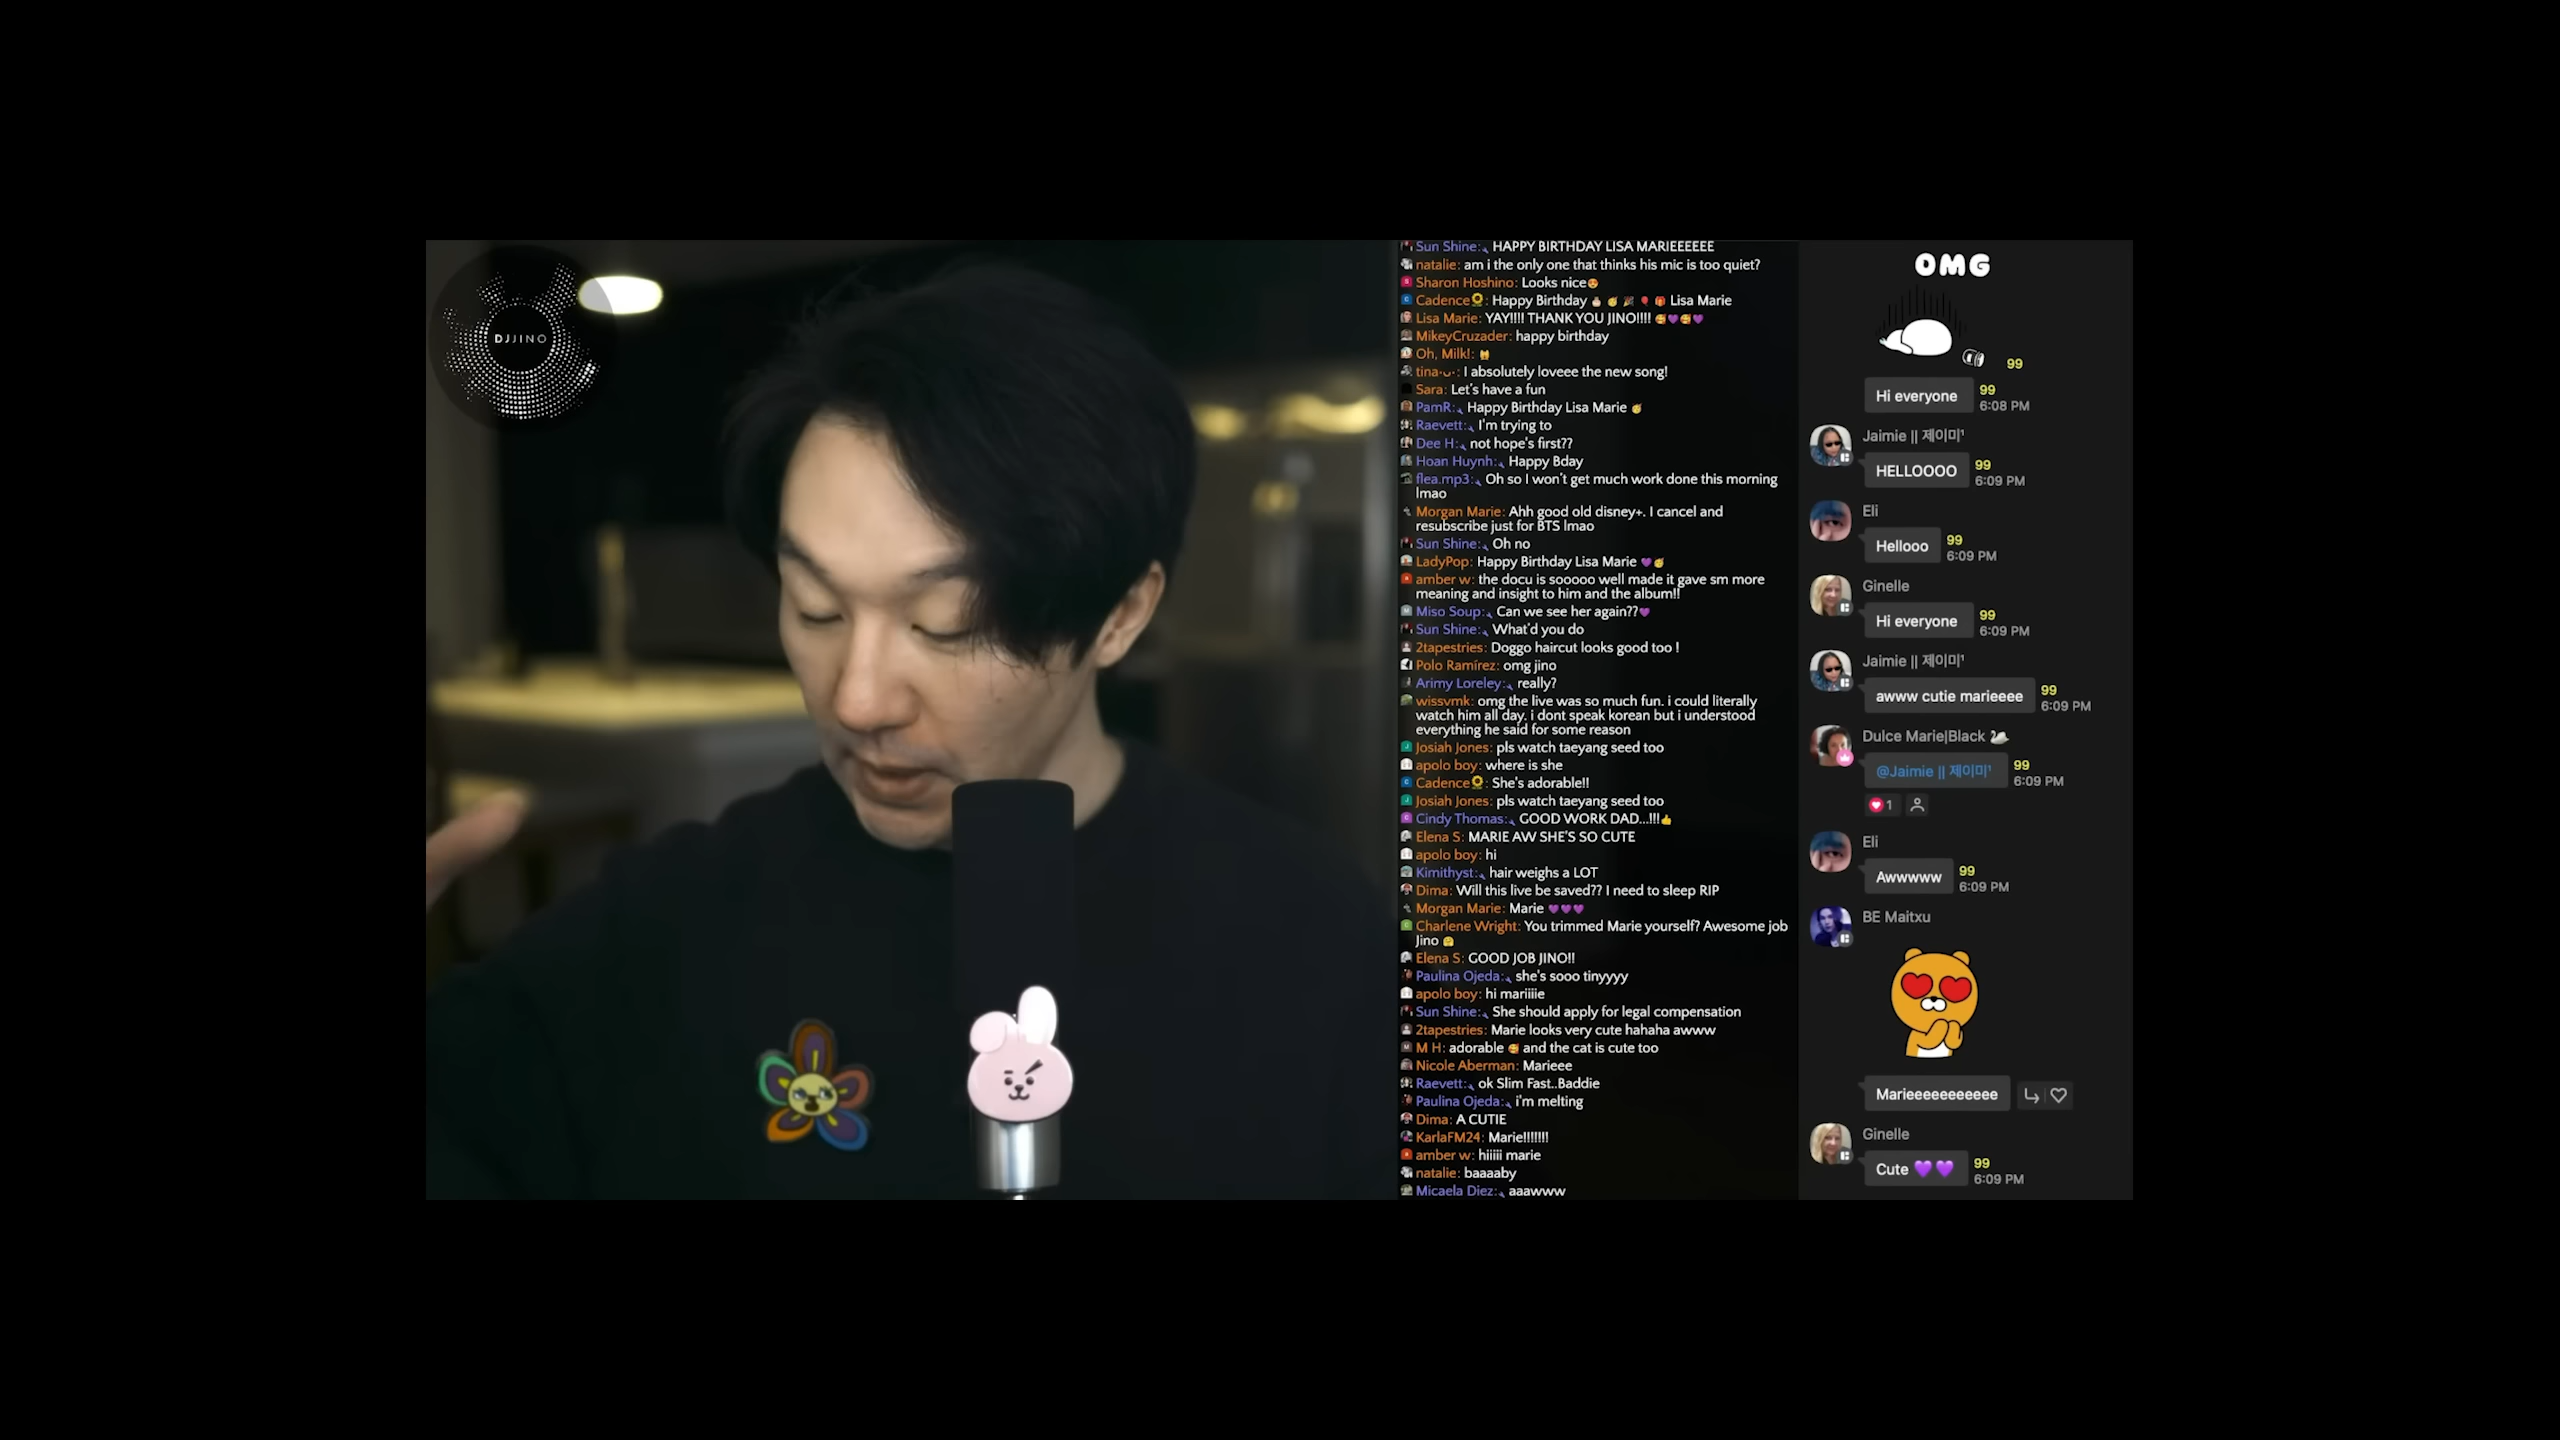 DJJINO
Sun Shine: HAPPY BIRTHDAY LISA MARIEEEEEE
natalie: am i the only one that thinks his mic is too quiet?
Sharon Hoshino: Looks nice😍
Cadence🌻: Happy Birthday 🎂 🥳 🎉 🎈 🎁 Lisa Marie
Lisa Marie: YAY!!!! THANK YOU JINO!!!! 🥰💜🥰💜
MikeyCruzader: happy birthday
Oh, Milk!: 🙌
tina·ᴗ·: I absolutely loveee the new song!
Sara: Let's have a fun
PamR: Happy Birthday Lisa Marie 🥳
Raevett: I'm trying to
Dee H: not hope's first??
Hoan Huynh: Happy Bday
flea.mp3: Oh so I won't get much work done this morning
lmao
Morgan Marie: Ahh good old disney+. I cancel and
resubscribe just for BTS lmao
Sun Shine: Oh no
LadyPop: Happy Birthday Lisa Marie 💜🥳
amber w: the docu is sooooo well made it gave sm more
meaning and insight to him and the album!!
Miso Soup: Can we see her again??💜
Sun Shine: What'd you do
2tapestries: Doggo haircut looks good too !
Polo Ramírez: omg jino
Arimy Loreley: really?
wissvmk: omg the live was so much fun. i could literally
watch him all day. i dont speak korean but i understood
everything he said for some reason
Josiah Jones: pls watch taeyang seed too
apolo boy: where is she
Cadence🌻: She's adorable!!
Josiah Jones: pls watch taeyang seed too
Cindy Thomas: GOOD WORK DAD...!!!👍
Elena S: MARIE AW SHE'S SO CUTE
apolo boy: hi
Kimithyst: hair weighs a LOT
Dima: Will this live be saved?? I need to sleep RIP
Morgan Marie: Marie 💜💜💜
Charlene Wright: You trimmed Marie yourself? Awesome job
Jino 🤗
Elena S: GOOD JOB JINO!!
Paulina Ojeda: she's sooo tinyyyy
apolo boy: hi mariiiie
Sun Shine: She should apply for legal compensation
2tapestries: Marie looks very cute hahaha awww
M H: adorable 🥰 and the cat is cute too
Nicole Aberman: Marieee
Raevett: ok Slim Fast..Baddie
Paulina Ojeda: i'm melting
Dima: A CUTIE
KarlaFM24: Marie!!!!!!!
amber w: hiiiii marie
natalie: baaaaby
Micaela Diez: aaawww
OMG
99
Hi everyone 99
6:08 PM
Jaimie || 제이미¹
HELLOOOO 99
6:09 PM
Eli
Hellooo 99
6:09 PM
Ginelle
Hi everyone 99
6:09 PM
Jaimie || 제이미¹
awww cutie marieeee 99
6:09 PM
Dulce Marie|Black 🦢
@Jaimie || 제이미¹ 99
6:09 PM
1
Eli
Awwwww 99
6:09 PM
BE Maitxu
Marieeeeeeeeeee
Ginelle
Cute 💜💜 99
6:09 PM